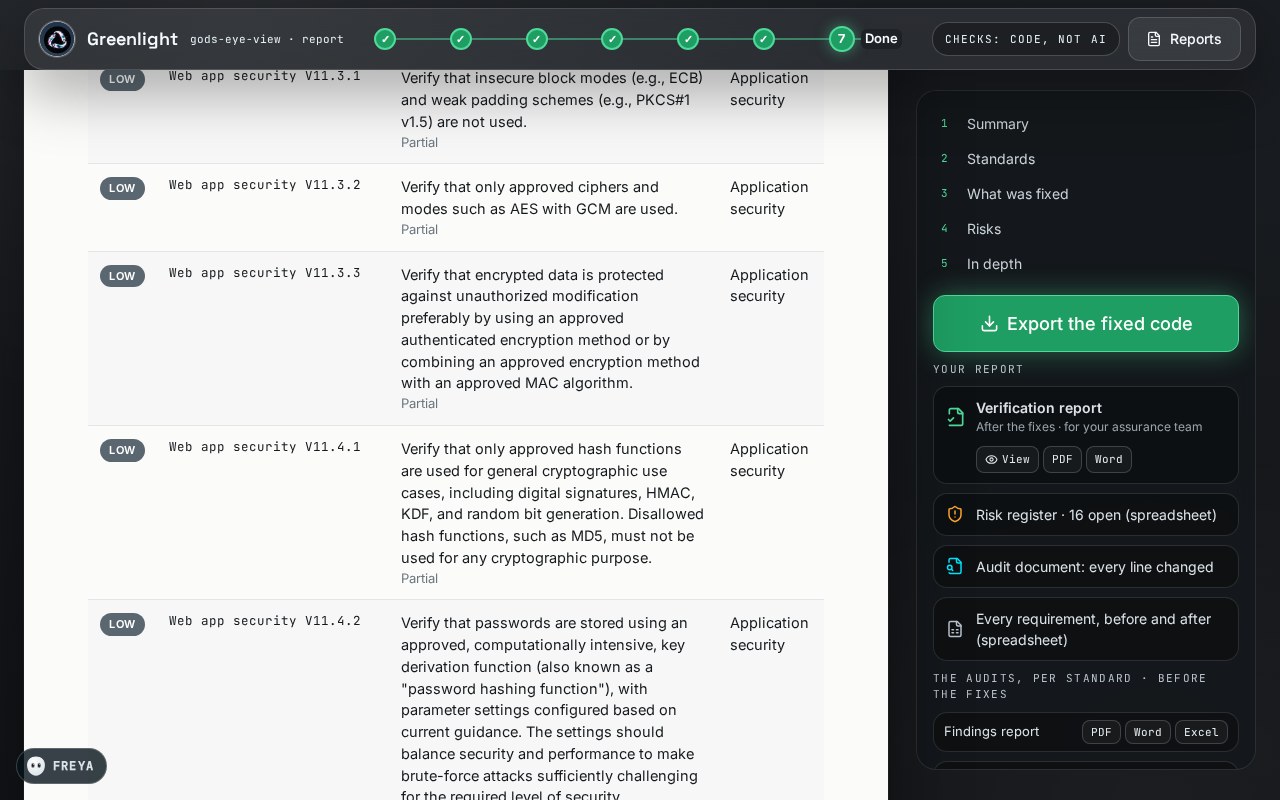 Greenlight gods-eye-view · report
7 Done
CHECKS: CODE, NOT AI
Reports
LOW Web app security V11.3.1
Verify that insecure block modes (e.g., ECB)
and weak padding schemes (e.g., PKCS#1
v1.5) are not used.
Partial
Application
security
LOW Web app security V11.3.2
Verify that only approved ciphers and
modes such as AES with GCM are used.
Partial
Application
security
LOW Web app security V11.3.3
Verify that encrypted data is protected
against unauthorized modification
preferably by using an approved
authenticated encryption method or by
combining an approved encryption method
with an approved MAC algorithm.
Partial
Application
security
LOW Web app security V11.4.1
Verify that only approved hash functions
are used for general cryptographic use
cases, including digital signatures, HMAC,
KDF, and random bit generation. Disallowed
hash functions, such as MD5, must not be
used for any cryptographic purpose.
Partial
Application
security
LOW Web app security V11.4.2
Verify that passwords are stored using an
approved, computationally intensive, key
derivation function (also known as a
"password hashing function"), with
parameter settings configured based on
current guidance. The settings should
balance security and performance to make
brute-force attacks sufficiently challenging
for the required level of security.
Application
security
FREYA
1 Summary
2 Standards
3 What was fixed
4 Risks
5 In depth
Export the fixed code
YOUR REPORT
Verification report
After the fixes · for your assurance team
View PDF Word
Risk register · 16 open (spreadsheet)
Audit document: every line changed
Every requirement, before and after
(spreadsheet)
THE AUDITS, PER STANDARD · BEFORE
THE FIXES
Findings report PDF Word Excel